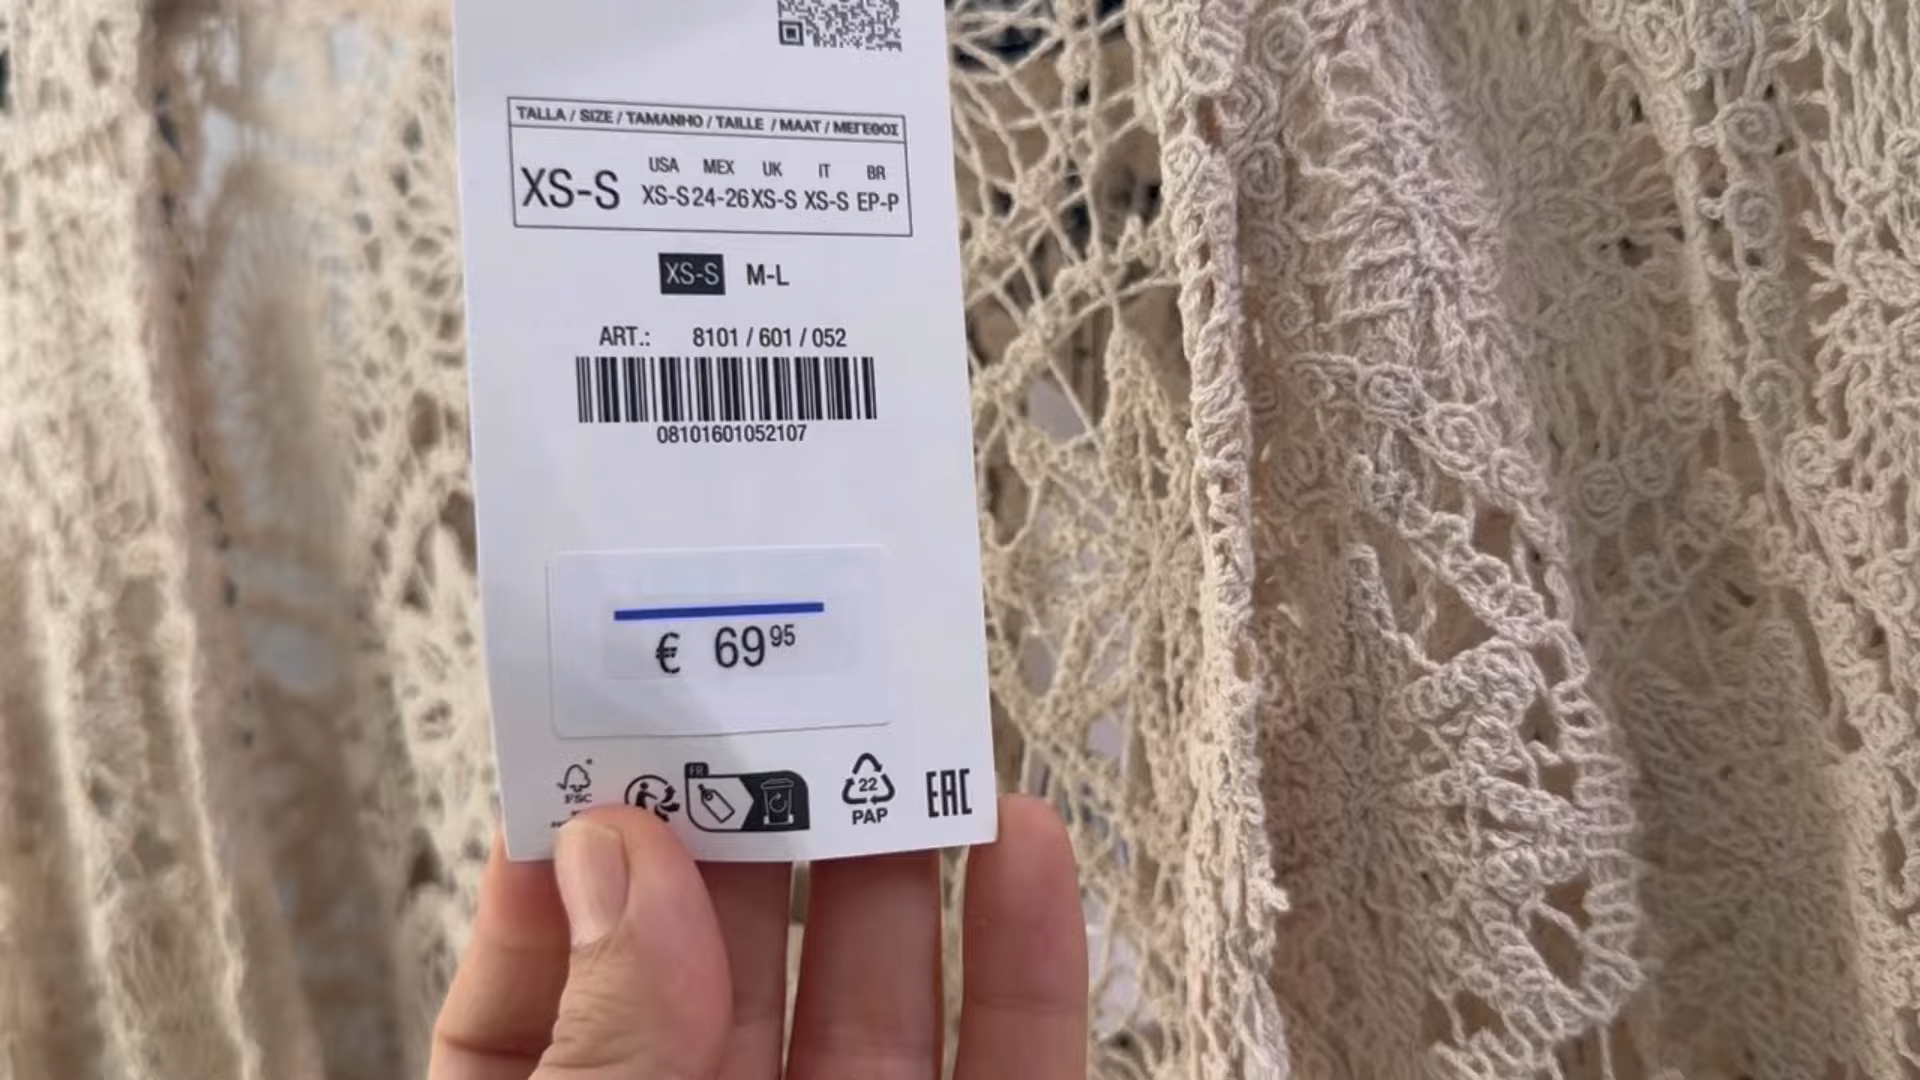 TALLA / SIZE / TAMANHO / TAILLE / MAAT / ΜΕΓΕΘΟΣ
USA MEX UK IT BR
XS-S XS-S 24-26 XS-S XS-S EP-P
XS-S M-L
ART.: 8101 / 601 / 052
08101601052107
€ 69 95
FSC
FR
22
PAP
EAC